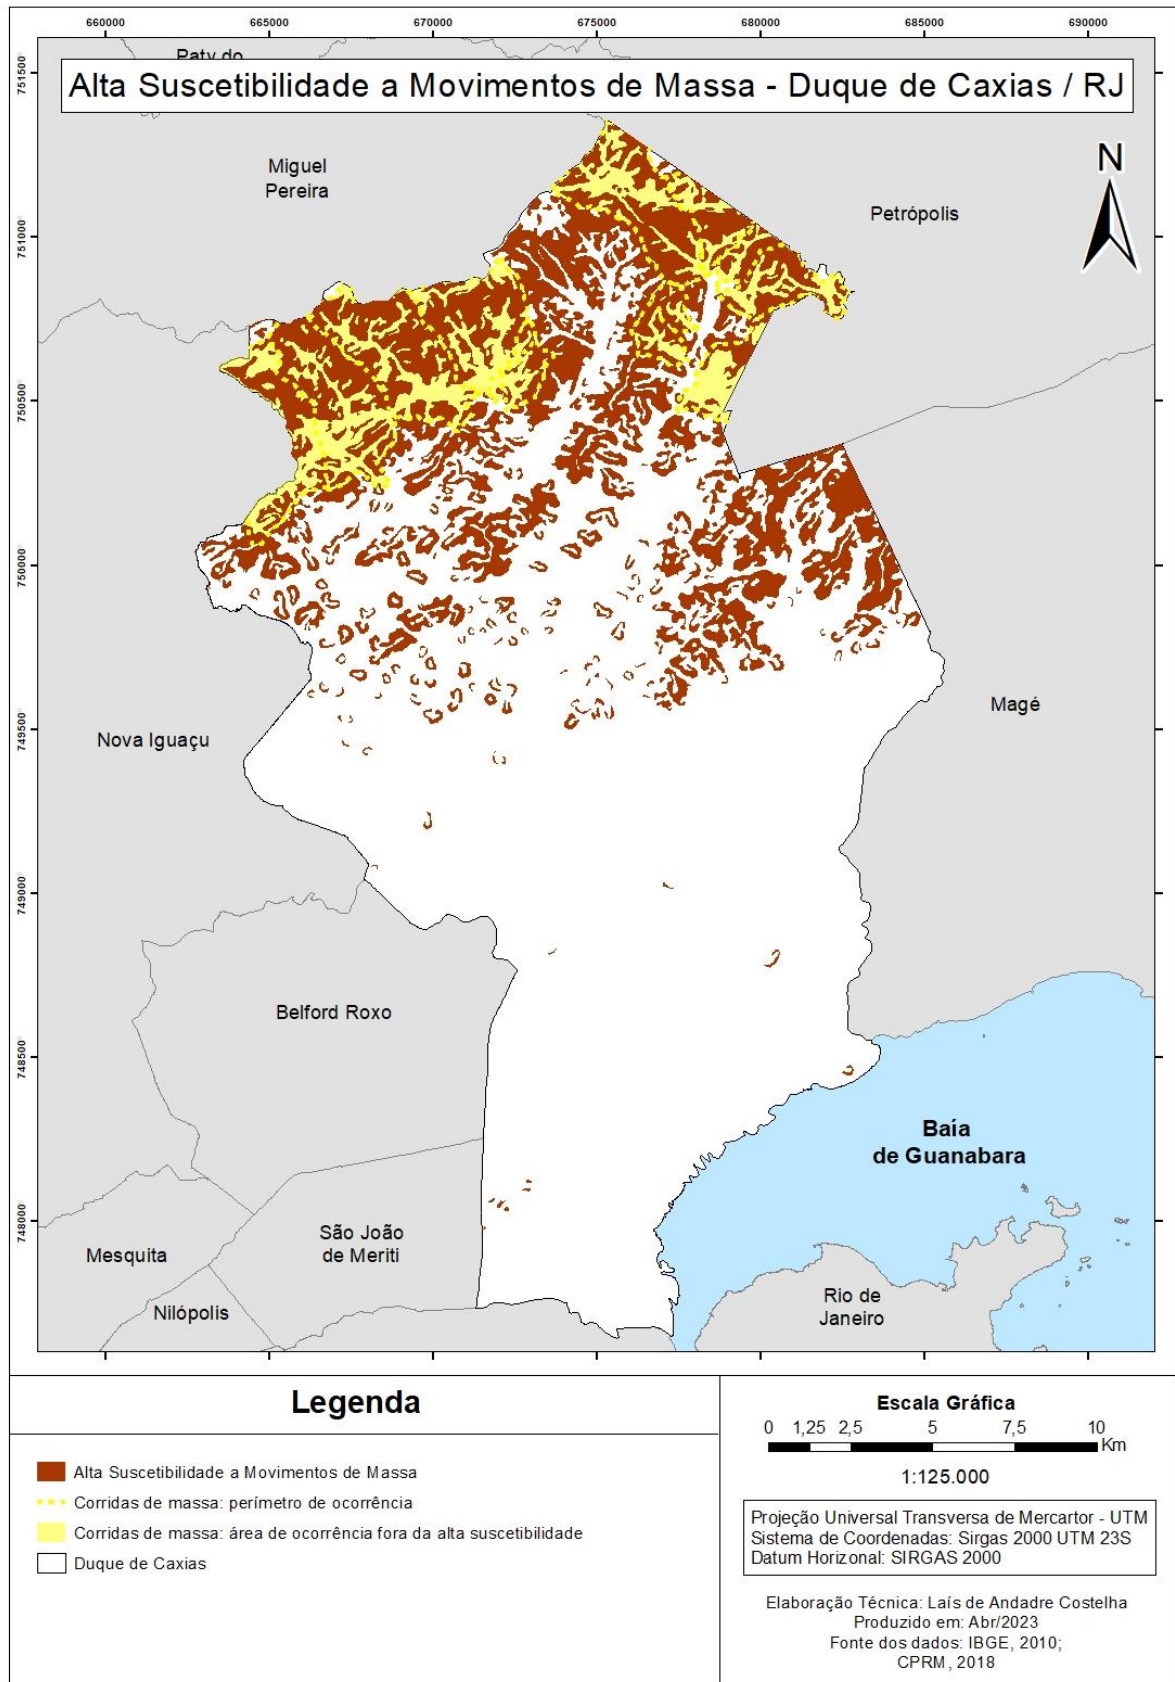 660000
665000
670000
675000
680000
685000
690000
Paty do
Alta Suscetibilidade a Movimentos de Massa - Duque de Caxias / RJ
Miguel
Pereira
N
Petrópolis
Magé
Nova Iguaçu
Belford Roxo
Baía
de Guanabara
São João
de Meriti
Mesquita
Nilópolis
Rio de
Janeiro
751500
751000
750500
750000
749500
749000
748500
748000
Legenda
Alta Suscetibilidade a Movimentos de Massa
Corridas de massa: perímetro de ocorrência
Corridas de massa: área de ocorrência fora da alta suscetibilidade
Duque de Caxias
Escala Gráfica
0 1,25 2,5 5 7,5 10
Km
1:125.000
Projeção Universal Transversa de Mercartor - UTM
Sistema de Coordenadas: Sirgas 2000 UTM 23S
Datum Horizonal: SIRGAS 2000
Elaboração Técnica: Laís de Andadre Costelha
Produzido em: Abr/2023
Fonte dos dados: IBGE, 2010;
CPRM, 2018